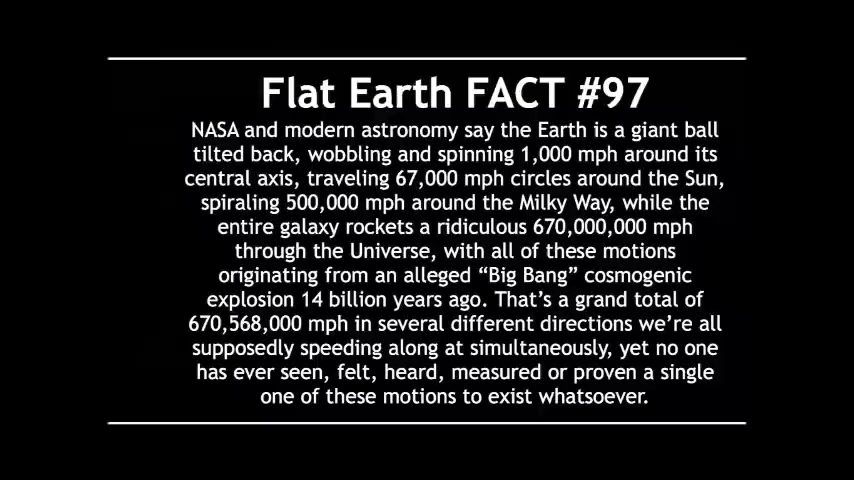 Flat Earth FACT #97
NASA and modern astronomy say the Earth is a giant ball
tilted back, wobbling and spinning 1,000 mph around its
central axis, traveling 67,000 mph circles around the Sun,
spiraling 500,000 mph around the Milky Way, while the
entire galaxy rockets a ridiculous 670,000,000 mph
through the Universe, with all of these motions
originating from an alleged “Big Bang” cosmogenic
explosion 14 billion years ago. That’s a grand total of
670,568,000 mph in several different directions we’re all
supposedly speeding along at simultaneously, yet no one
has ever seen, felt, heard, measured or proven a single
one of these motions to exist whatsoever.